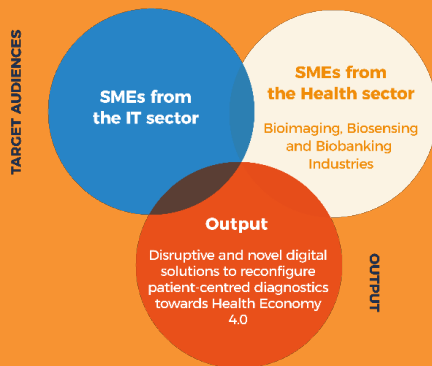 TARGET AUDIENCES
SMEs from
the IT sector
SMEs from
the Health sector
Bioimaging, Biosensing
and Biobanking
Industries
Output
Disruptive and novel digital
solutions to reconfigure
patient-centred diagnostics
towards Health Economy
4.0
OUTPUT